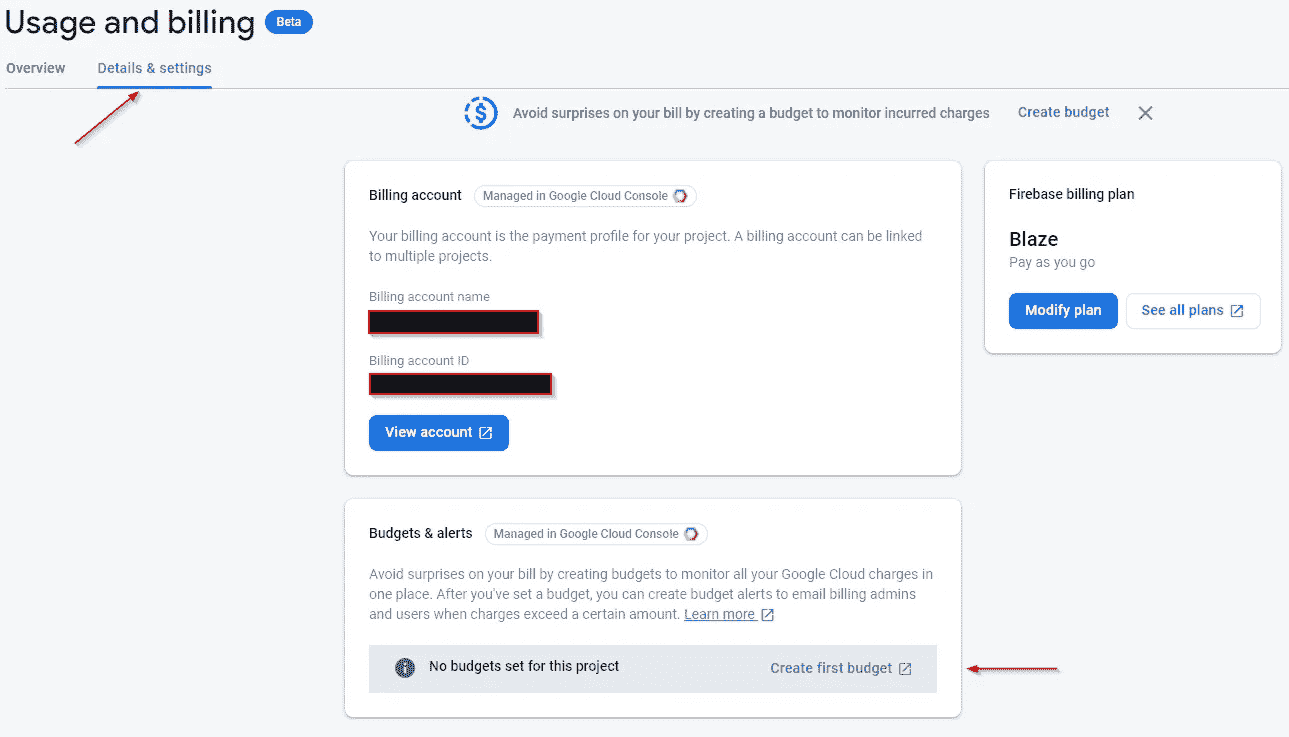 Usage and billing Beta
Overview Details & settings
Avoid surprises on your bill by creating a budget to monitor incurred charges Create budget
Billing account Managed in Google Cloud Console
Your billing account is the payment profile for your project. A billing account can be linked
to multiple projects.
Billing account name
Billing account ID
View account
Firebase billing plan
Blaze
Pay as you go
Modify plan See all plans
Budgets & alerts Managed in Google Cloud Console
Avoid surprises on your bill by creating budgets to monitor all your Google Cloud charges in
one place. After you've set a budget, you can create budget alerts to email billing admins
and users when charges exceed a certain amount. Learn more
No budgets set for this project Create first budget